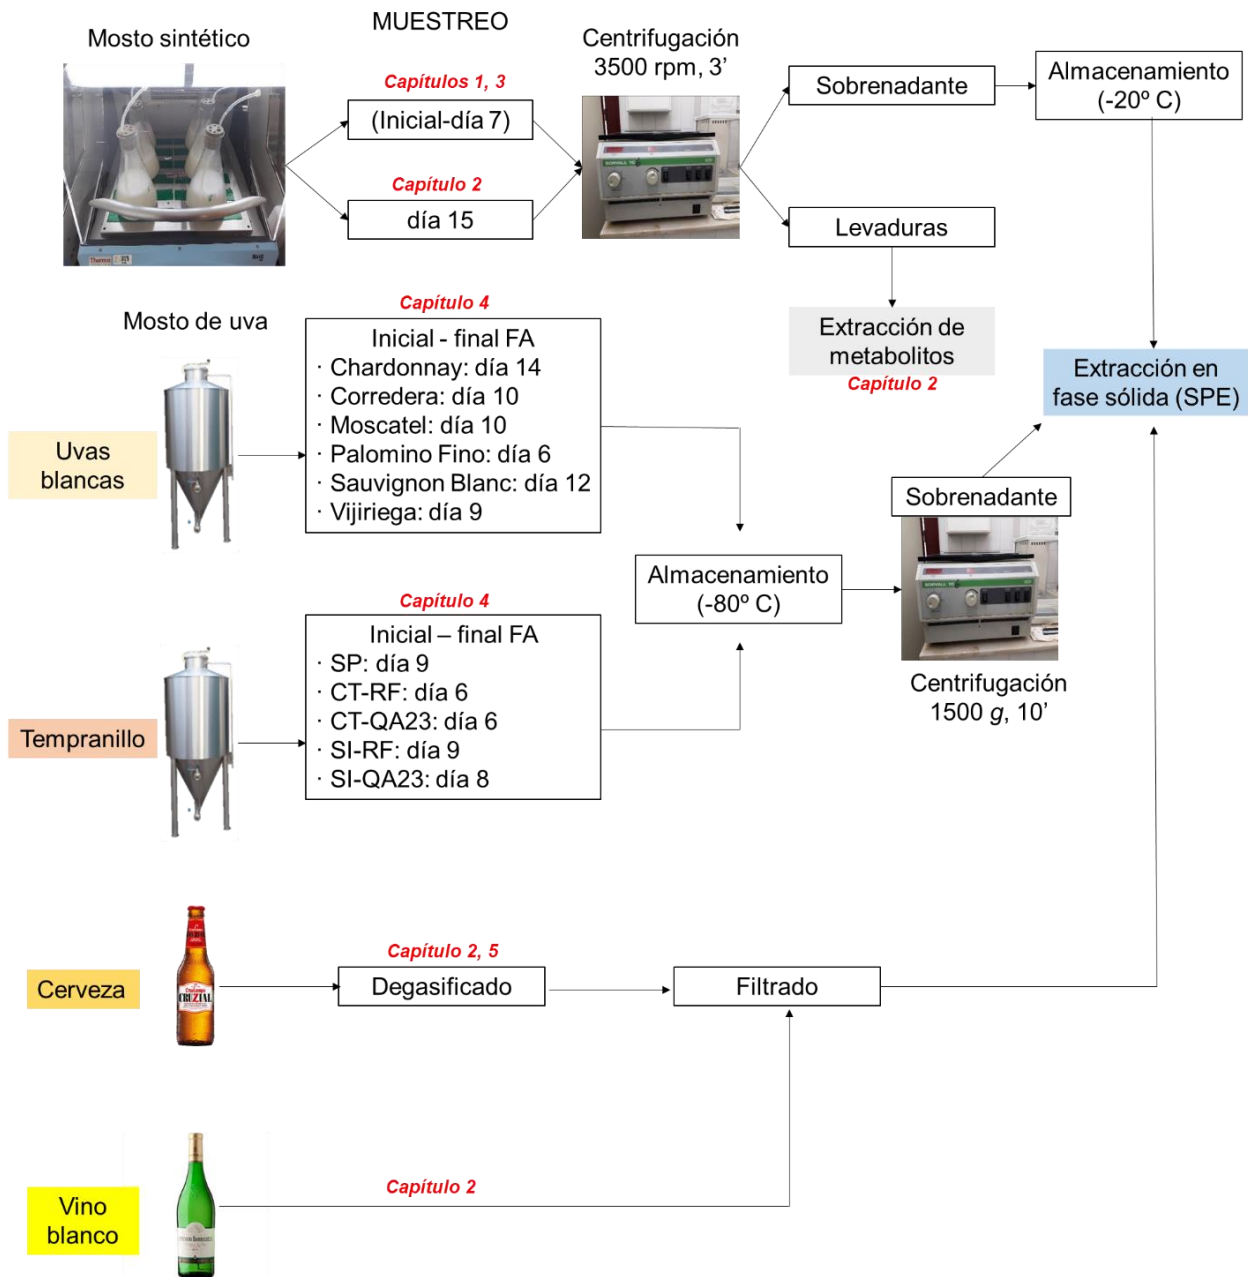 MUESTREO
Mosto sintético
Capítulos 1, 3
(Inicial-día 7)
Capítulo 2
día 15
Centrifugación
3500 rpm, 3’
Sobrenadante
Almacenamiento
(-20º C)
Levaduras
Extracción de
metabolitos
Capítulo 2
Extracción en
fase sólida (SPE)
Mosto de uva
Capítulo 4
Uvas
blancas
Inicial - final FA
· Chardonnay: día 14
· Corredera: día 10
· Moscatel: día 10
· Palomino Fino: día 6
· Sauvignon Blanc: día 12
· Vijiriega: día 9
Almacenamiento
(-80º C)
Sobrenadante
Centrifugación
1500 g, 10’
Capítulo 4
Tempranillo
Inicial – final FA
· SP: día 9
· CT-RF: día 6
· CT-QA23: día 6
· SI-RF: día 9
· SI-QA23: día 8
Cerveza
CRUZIAL
Capítulo 2, 5
Degasificado
Filtrado
Vino
blanco
Capítulo 2